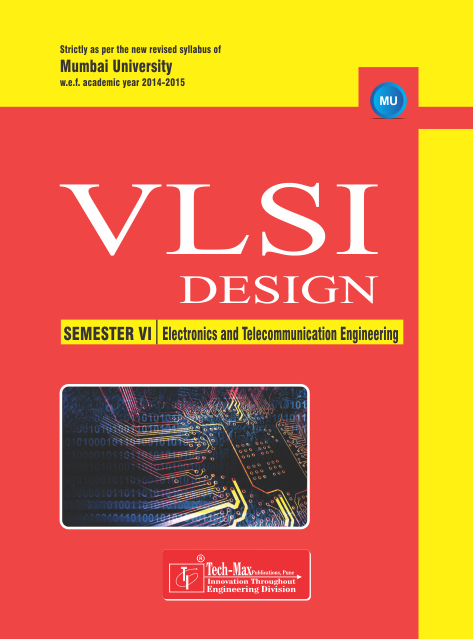 Strictly as per the new revised syllabus of
Mumbai University
w.e.f. academic year 2014-2015
MU
VLSI
DESIGN
SEMESTER VI | Electronics and Telecommunication Engineering
®
Tech-Max Publications, Pune
Innovation Throughout
Engineering Division